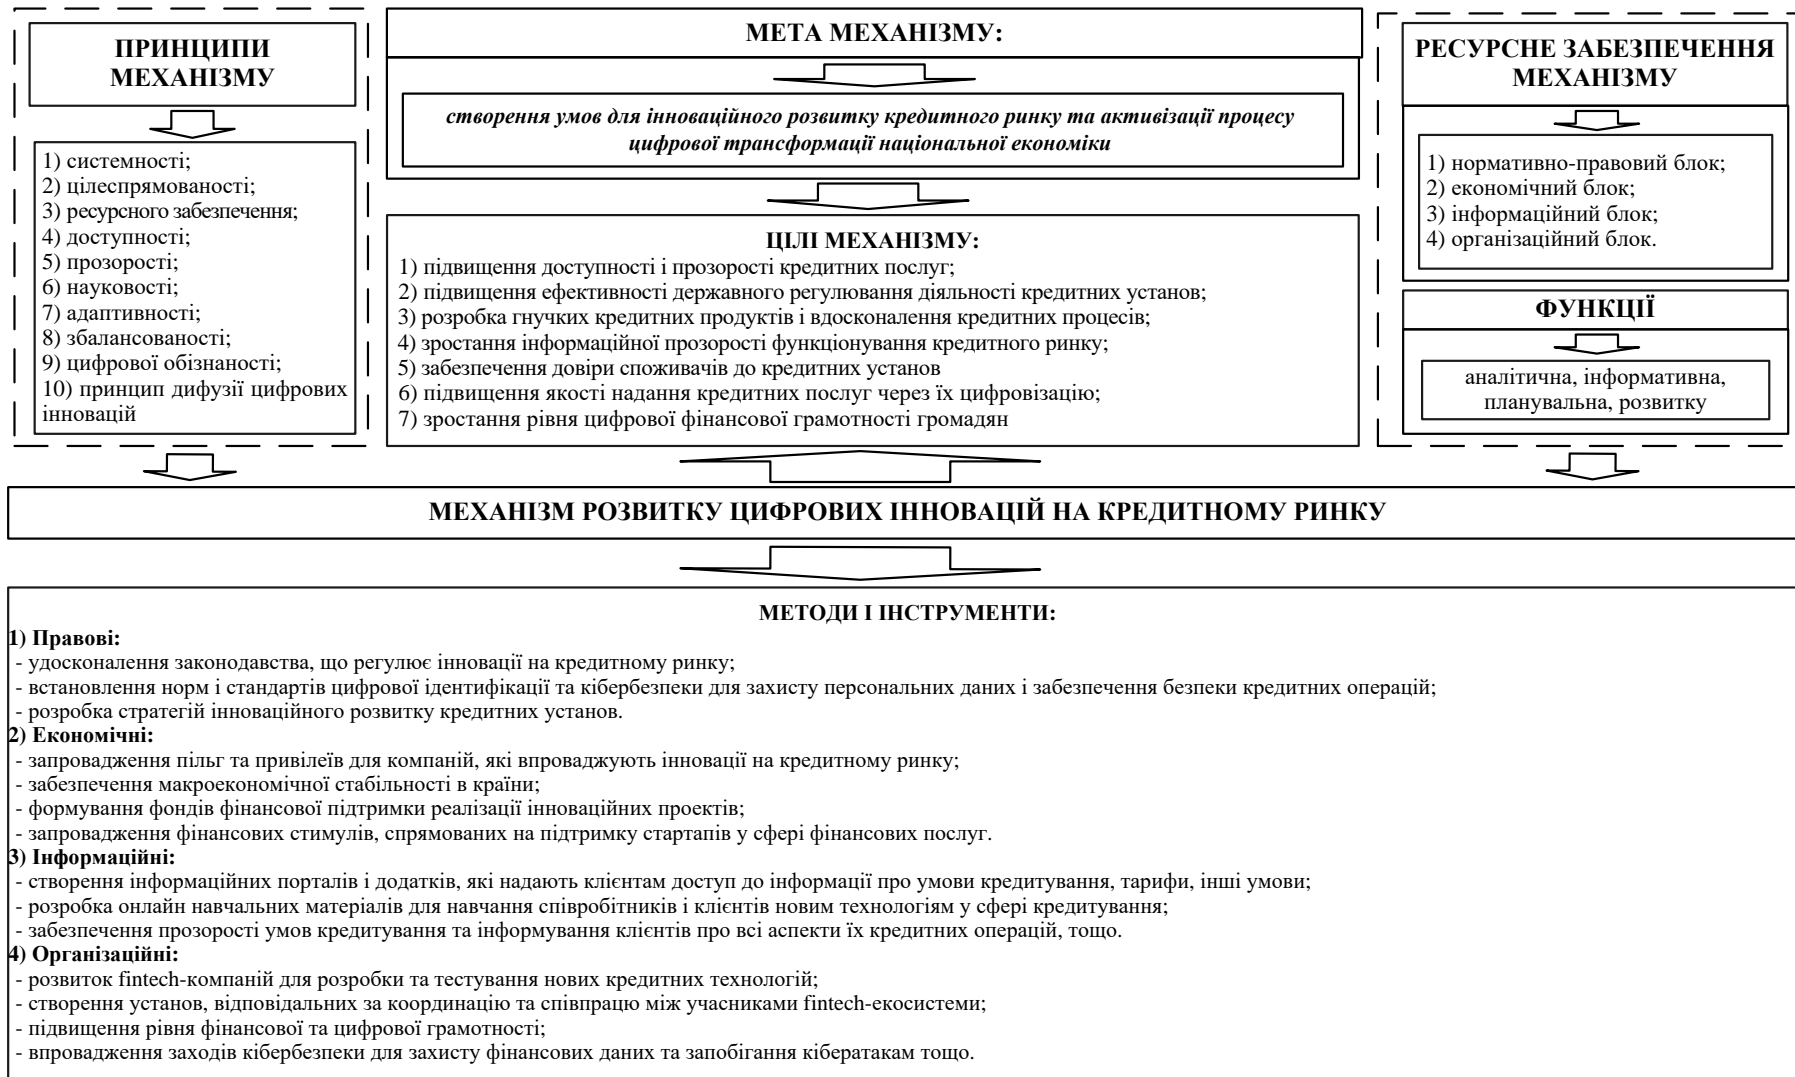 ПРИНЦИПИ
МЕХАНІЗМУ
1) системності;
2) цілеспрямованості;
3) ресурсного забезпечення;
4) доступності;
5) прозорості;
6) науковості;
7) адаптивності;
8) збалансованості;
9) цифрової обізнаності;
10) принцип дифузії цифрових
інновацій
МЕТА МЕХАНІЗМУ:
створення умов для інноваційного розвитку кредитного ринку та активізації процесу
цифрової трансформації національної економіки
ЦІЛІ МЕХАНІЗМУ:
1) підвищення доступності і прозорості кредитних послуг;
2) підвищення ефективності державного регулювання діяльності кредитних установ;
3) розробка гнучких кредитних продуктів і вдосконалення кредитних процесів;
4) зростання інформаційної прозорості функціонування кредитного ринку;
5) забезпечення довіри споживачів до кредитних установ
6) підвищення якості надання кредитних послуг через їх цифровізацію;
7) зростання рівня цифрової фінансової грамотності громадян
РЕСУРСНЕ ЗАБЕЗПЕЧЕННЯ
МЕХАНІЗМУ
1) нормативно-правовий блок;
2) економічний блок;
3) інформаційний блок;
4) організаційний блок.
ФУНКЦІЇ
аналітична, інформативна,
планувальна, розвитку
МЕХАНІЗМ РОЗВИТКУ ЦИФРОВИХ ІННОВАЦІЙ НА КРЕДИТНОМУ РИНКУ
МЕТОДИ І ІНСТРУМЕНТИ:
1) Правові:
- удосконалення законодавства, що регулює інновації на кредитному ринку;
- встановлення норм і стандартів цифрової ідентифікації та кібербезпеки для захисту персональних даних і забезпечення безпеки кредитних операцій;
- розробка стратегій інноваційного розвитку кредитних установ.
2) Економічні:
- запровадження пільг та привілеїв для компаній, які впроваджують інновації на кредитному ринку;
- забезпечення макроекономічної стабільності в країни;
- формування фондів фінансової підтримки реалізації інноваційних проектів;
- запровадження фінансових стимулів, спрямованих на підтримку стартапів у сфері фінансових послуг.
3) Інформаційні:
- створення інформаційних порталів і додатків, які надають клієнтам доступ до інформації про умови кредитування, тарифи, інші умови;
- розробка онлайн навчальних матеріалів для навчання співробітників і клієнтів новим технологіям у сфері кредитування;
- забезпечення прозорості умов кредитування та інформування клієнтів про всі аспекти їх кредитних операцій, тощо.
4) Організаційні:
- розвиток fintech-компаній для розробки та тестування нових кредитних технологій;
- створення установ, відповідальних за координацію та співпрацю між учасниками fintech-екосистеми;
- підвищення рівня фінансової та цифрової грамотності;
- впровадження заходів кібербезпеки для захисту фінансових даних та запобігання кібератакам тощо.